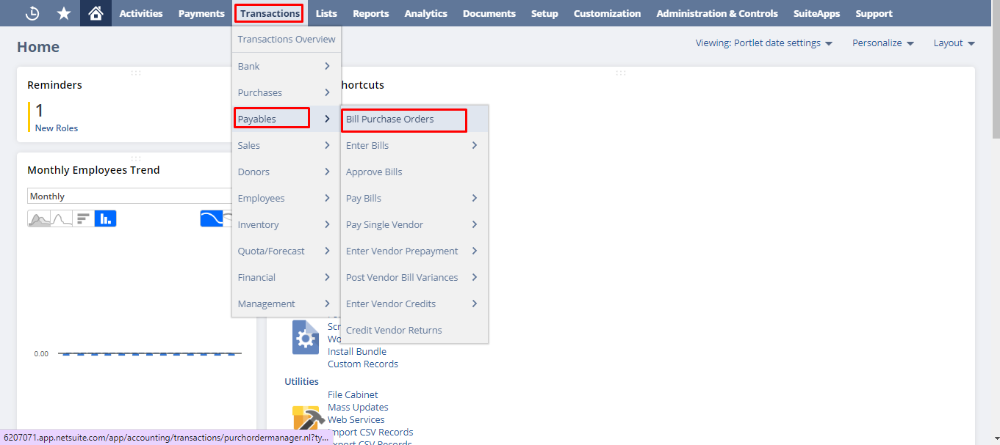 Activities Payments Transactions Lists Reports Analytics Documents Setup Customization Administration & Controls SuiteApps Support
Home
Viewing: Portlet date settings Personalize Layout
Transactions Overview
Bank
Purchases
Payables
Sales
Donors
Employees
Inventory
Quota/Forecast
Financial
Management
Bill Purchase Orders
Enter Bills
Approve Bills
Pay Bills
Pay Single Vendor
Enter Vendor Prepayment
Post Vendor Bill Variances
Enter Vendor Credits
Credit Vendor Returns
Reminders
1
New Roles
Monthly Employees Trend
Monthly
0.00
hortcuts
Scr
Wo
Install Bundle
Custom Records
Utilities
File Cabinet
Mass Updates
Web Services
mport CSV Records
xport CSV Records
6207071.app.netsuite.com/app/accounting/transactions/purchordermanager.nl?ty...